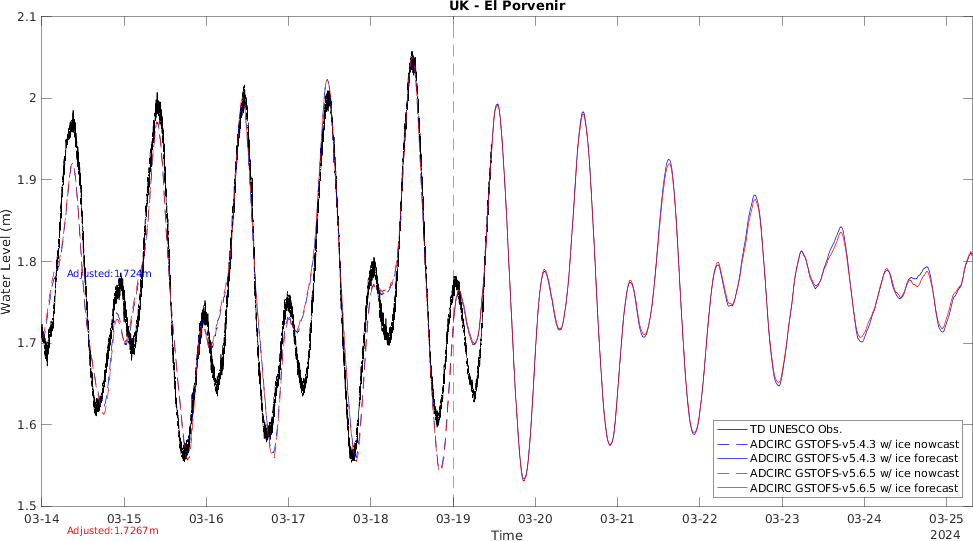 UK - El Porvenir
2.1
2
1.9
1.8
1.7
1.6
1.5
Water Level (m)
Adjusted:1.724m
Adjusted:1.7267m
TD UNESCO Obs.
ADCIRC GSTOFS-v5.4.3 w/ ice nowcast
ADCIRC GSTOFS-v5.4.3 w/ ice forecast
ADCIRC GSTOFS-v5.6.5 w/ ice nowcast
ADCIRC GSTOFS-v5.6.5 w/ ice forecast
03-14 03-15 03-16 03-17 03-18 03-19 03-20 03-21 03-22 03-23 03-24 03-25
2024
Time